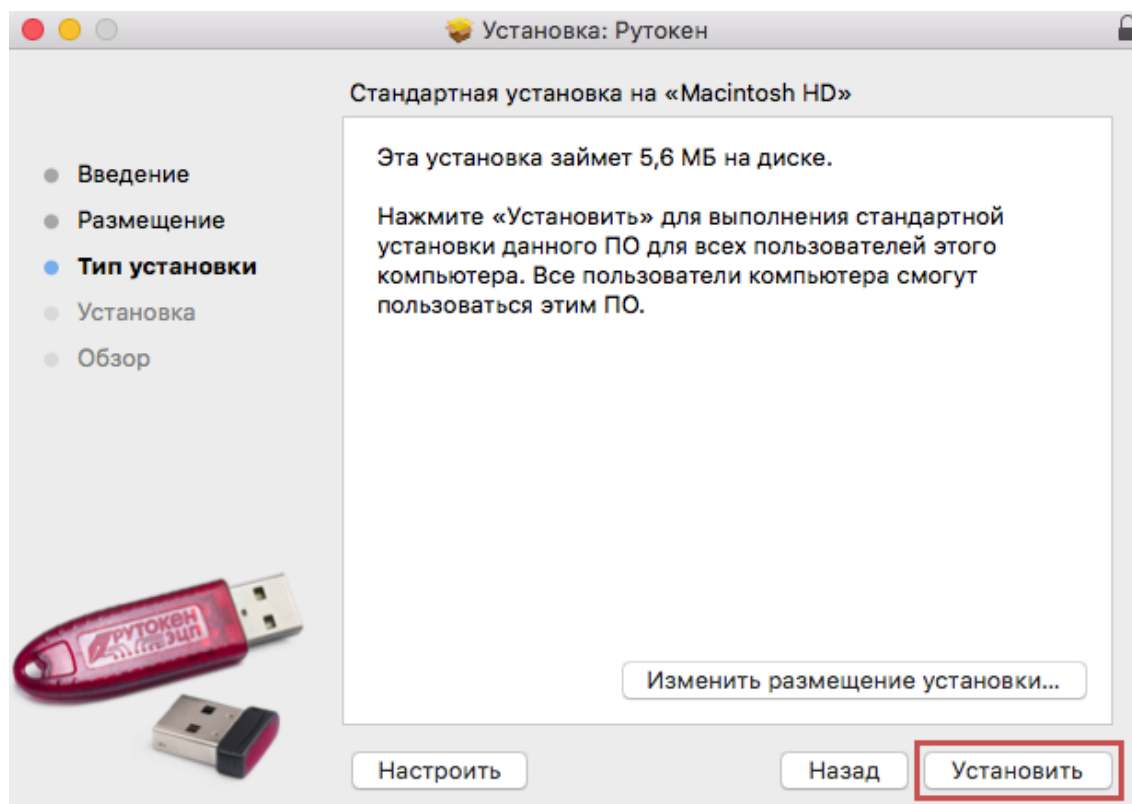 Установка: Рутокен
Стандартная установка на «Macintosh HD»
Введение
Размещение
Тип установки
Установка
Обзор
Эта установка займет 5,6 МБ на диске.
Нажмите «Установить» для выполнения стандартной
установки данного ПО для всех пользователей этого
компьютера. Все пользователи компьютера смогут
пользоваться этим ПО.
РУТОКЕН
ЭЦП
Изменить размещение установки...
Настроить
Назад
Установить